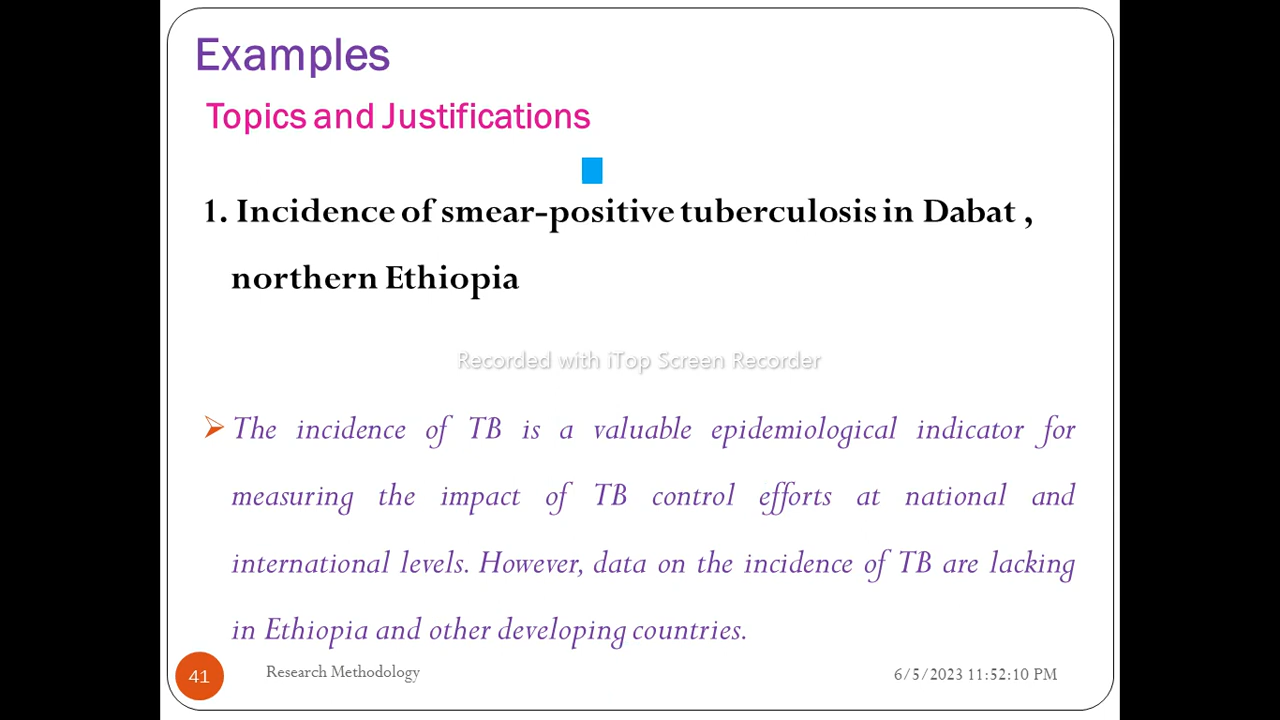 Examples
Topics and Justifications
1. Incidence of smear-positive tuberculosis in Dabat ,
northern Ethiopia
Recorded with iTop Screen Recorder
The incidence of TB is a valuable epidemiological indicator for
measuring the impact of TB control efforts at national and
international levels. However, data on the incidence of TB are lacking
in Ethiopia and other developing countries.
41
Research Methodology
6/5/2023 11:52:10 PM